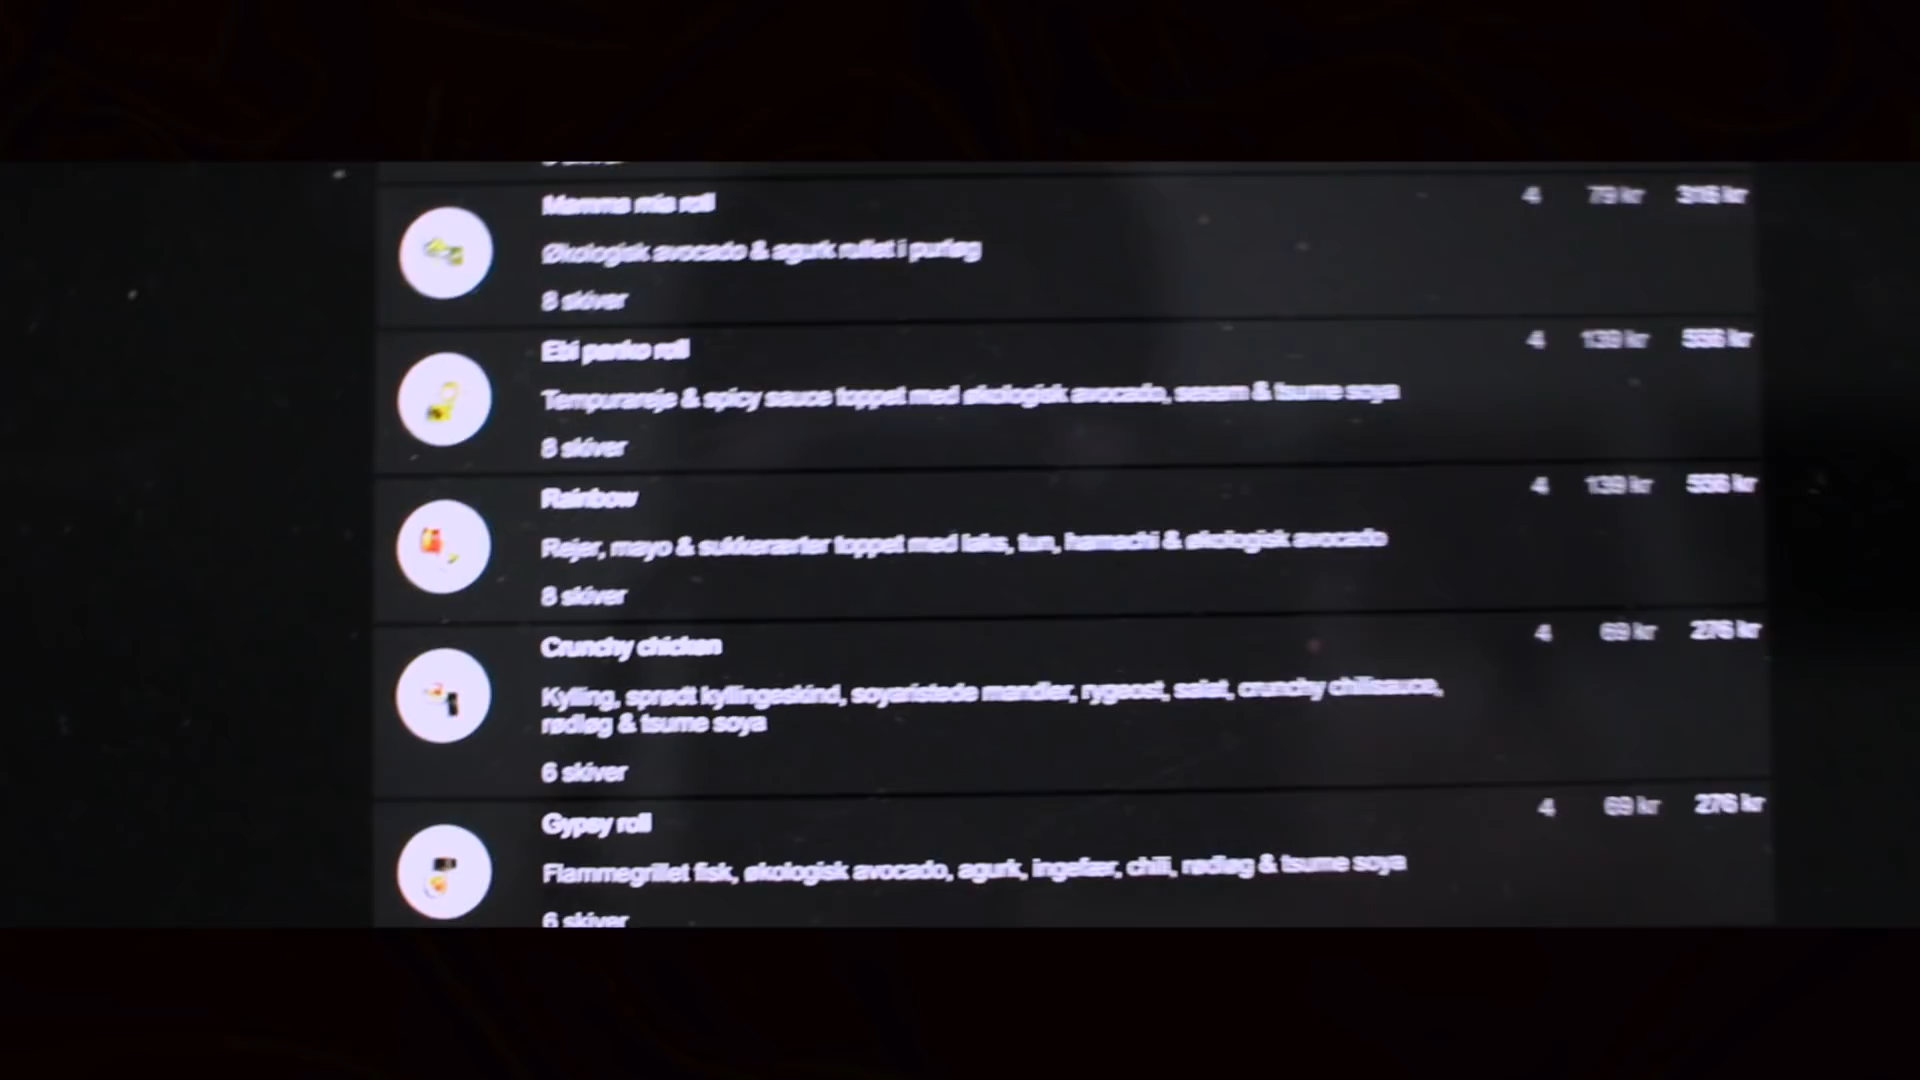 Mamma mia roll 4 79 kr 316 kr
Økologisk avocado & agurk rullet i purløg
8 skiver
Ebi panko roll 4 139 kr 556 kr
Tempurareje & spicy sauce toppet med økologisk avocado, sesam & tsume soya
8 skiver
Rainbow 4 139 kr 556 kr
Rejer, mayo & sukkerærter toppet med laks, tun, hamachi & økologisk avocado
8 skiver
Crunchy chicken 4 69 kr 276 kr
Kylling, sprødt kyllingeskind, soyaristede mandler, rygeost, salat, crunchy chilisauce,
rødløg & tsume soya
6 skiver
Gypsy roll 4 69 kr 276 kr
Flammegrillet fisk, økologisk avocado, agurk, ingefær, chili, rødløg & tsume soya
6 skiver